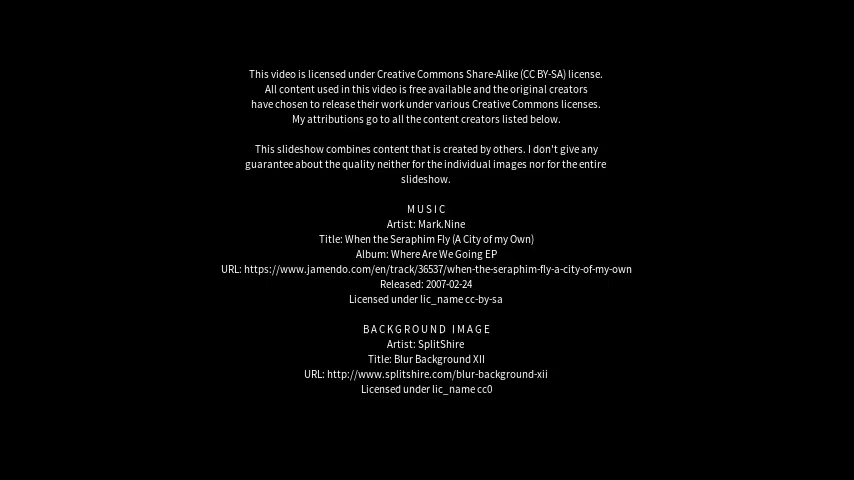 This video is licensed under Creative Commons Share-Alike (CC BY-SA) license.
All content used in this video is free available and the original creators
have chosen to release their work under various Creative Commons licenses.
My attributions go to all the content creators listed below.
This slideshow combines content that is created by others. I don't give any
guarantee about the quality neither for the individual images nor for the entire
slideshow.
MUSIC
Artist: Mark.Nine
Title: When the Seraphim Fly (A City of my Own)
Album: Where Are We Going EP
URL: https://www.jamendo.com/en/track/36537/when-the-seraphim-fly-a-city-of-my-own
Released: 2007-02-24
Licensed under lic_name cc-by-sa
BACKGROUND IMAGE
Artist: SplitShire
Title: Blur Background XII
URL: http://www.splitshire.com/blur-background-xii
Licensed under lic_name cc0